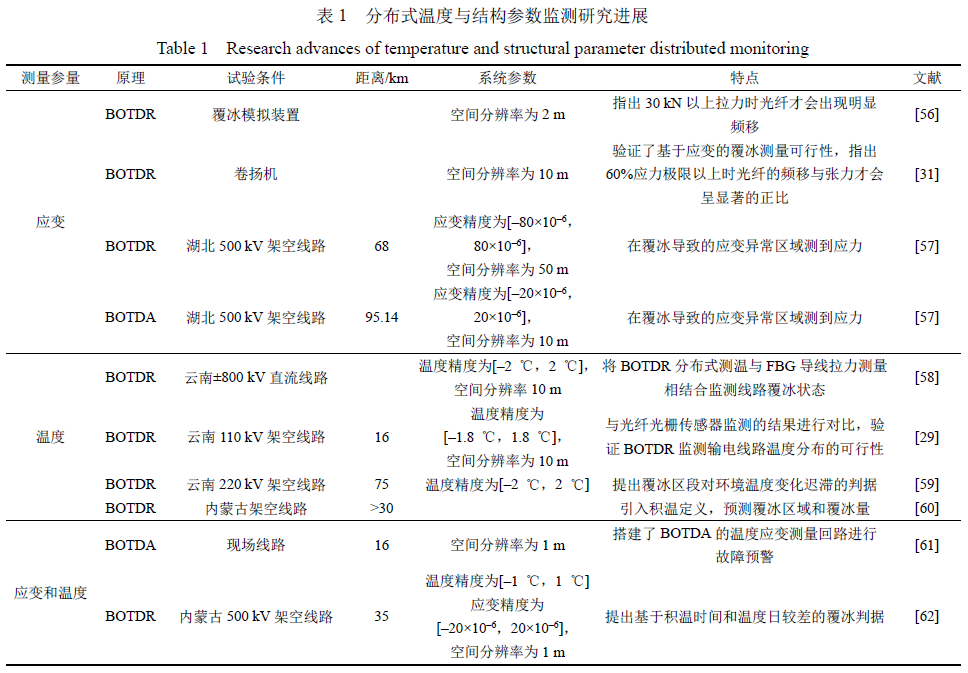 表 1 分布式温度与结构参数监测研究进展
Table 1 Research advances of temperature and structural parameter distributed monitoring
测量参量 原理 试验条件 距离/km 系统参数 特点 文献
应变
BOTDR 覆冰模拟装置 空间分辨率为 2 m 指出 30 kN 以上拉力时光纤才会出现明显
频移 [56]
BOTDR 卷扬机 空间分辨率为 10 m 验证了基于应变的覆冰测量可行性，指出
60%应力极限以上时光纤的频移与张力才会
呈显著的正比 [31]
BOTDR 湖北 500 kV 架空线路 68 应变精度为[–80×10–6，
80×10–6]，
空间分辨率为 50 m 在覆冰导致的应变异常区域测到应力 [57]
BOTDA 湖北 500 kV 架空线路 95.14 应变精度为[–20×10–6，
20×10–6]，
空间分辨率为 10 m 在覆冰导致的应变异常区域测到应力 [57]
温度
BOTDR 云南±800 kV 直流线路 温度精度为[–2 ℃，2 ℃]，
空间分辨率 10 m 将 BOTDR 分布式测温与 FBG 导线拉力测量
相结合监测线路覆冰状态 [58]
BOTDR 云南 110 kV 架空线路 16 温度精度为
[–1.8 ℃，1.8 ℃]，
空间分辨率为 10 m 与光纤光栅传感器监测的结果进行对比，验
证 BOTDR 监测输电线路温度分布的可行性 [29]
BOTDR 云南 220 kV 架空线路 75 温度精度为[–2 ℃，2 ℃] 提出覆冰区段对环境温度变化迟滞的判据 [59]
BOTDR 内蒙古架空线路 >30 引入积温定义，预测覆冰区域和覆冰量 [60]
应变和温度
BOTDA 现场线路 16 空间分辨率为 1 m 搭建了 BOTDA 的温度应变测量回路进行
故障预警 [61]
BOTDR 内蒙古 500 kV 架空线路 35 温度精度为[–1 ℃，1 ℃]
应变精度为
[–20×10–6，20×10–6]，
空间分辨率为 1 m 提出基于积温时间和温度日较差的覆冰判据 [62]